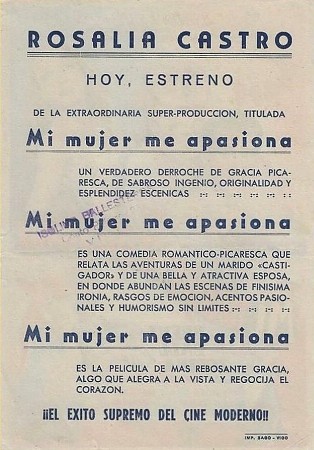 ROSALIA CASTRO
HOY, ESTRENO
DE LA EXTRAORDINARIA SUPER-PRODUCCION, TITULADA
Mi mujer me apasiona
UN VERDADERO DERROCHE DE GRACIA PICA-
RESCA, DE SABROSO INGENIO, ORIGINALIDAD Y
ESPLENDIDEZ ESCENICAS
Mi mujer me apasiona
ES UNA COMEDIA ROMANTICO-PICARESCA QUE
RELATA LAS AVENTURAS DE UN MARIDO «CASTI-
GADOR» Y DE UNA BELLA Y ATRACTIVA ESPOSA,
EN DONDE ABUNDAN LAS ESCENAS DE FINISIMA
IRONIA, RASGOS DE EMOCION, ACENTOS PASIO-
NALES Y HUMORISMO SIN LIMITES
Mi mujer me apasiona
ES LA PELICULA DE MAS REBOSANTE GRACIA,
ALGO QUE ALEGRA A LA VISTA Y REGOCIJA EL
CORAZON.
¡¡EL EXITO SUPREMO DEL CINE MODERNO!!
IMP. SAGO - VIGO